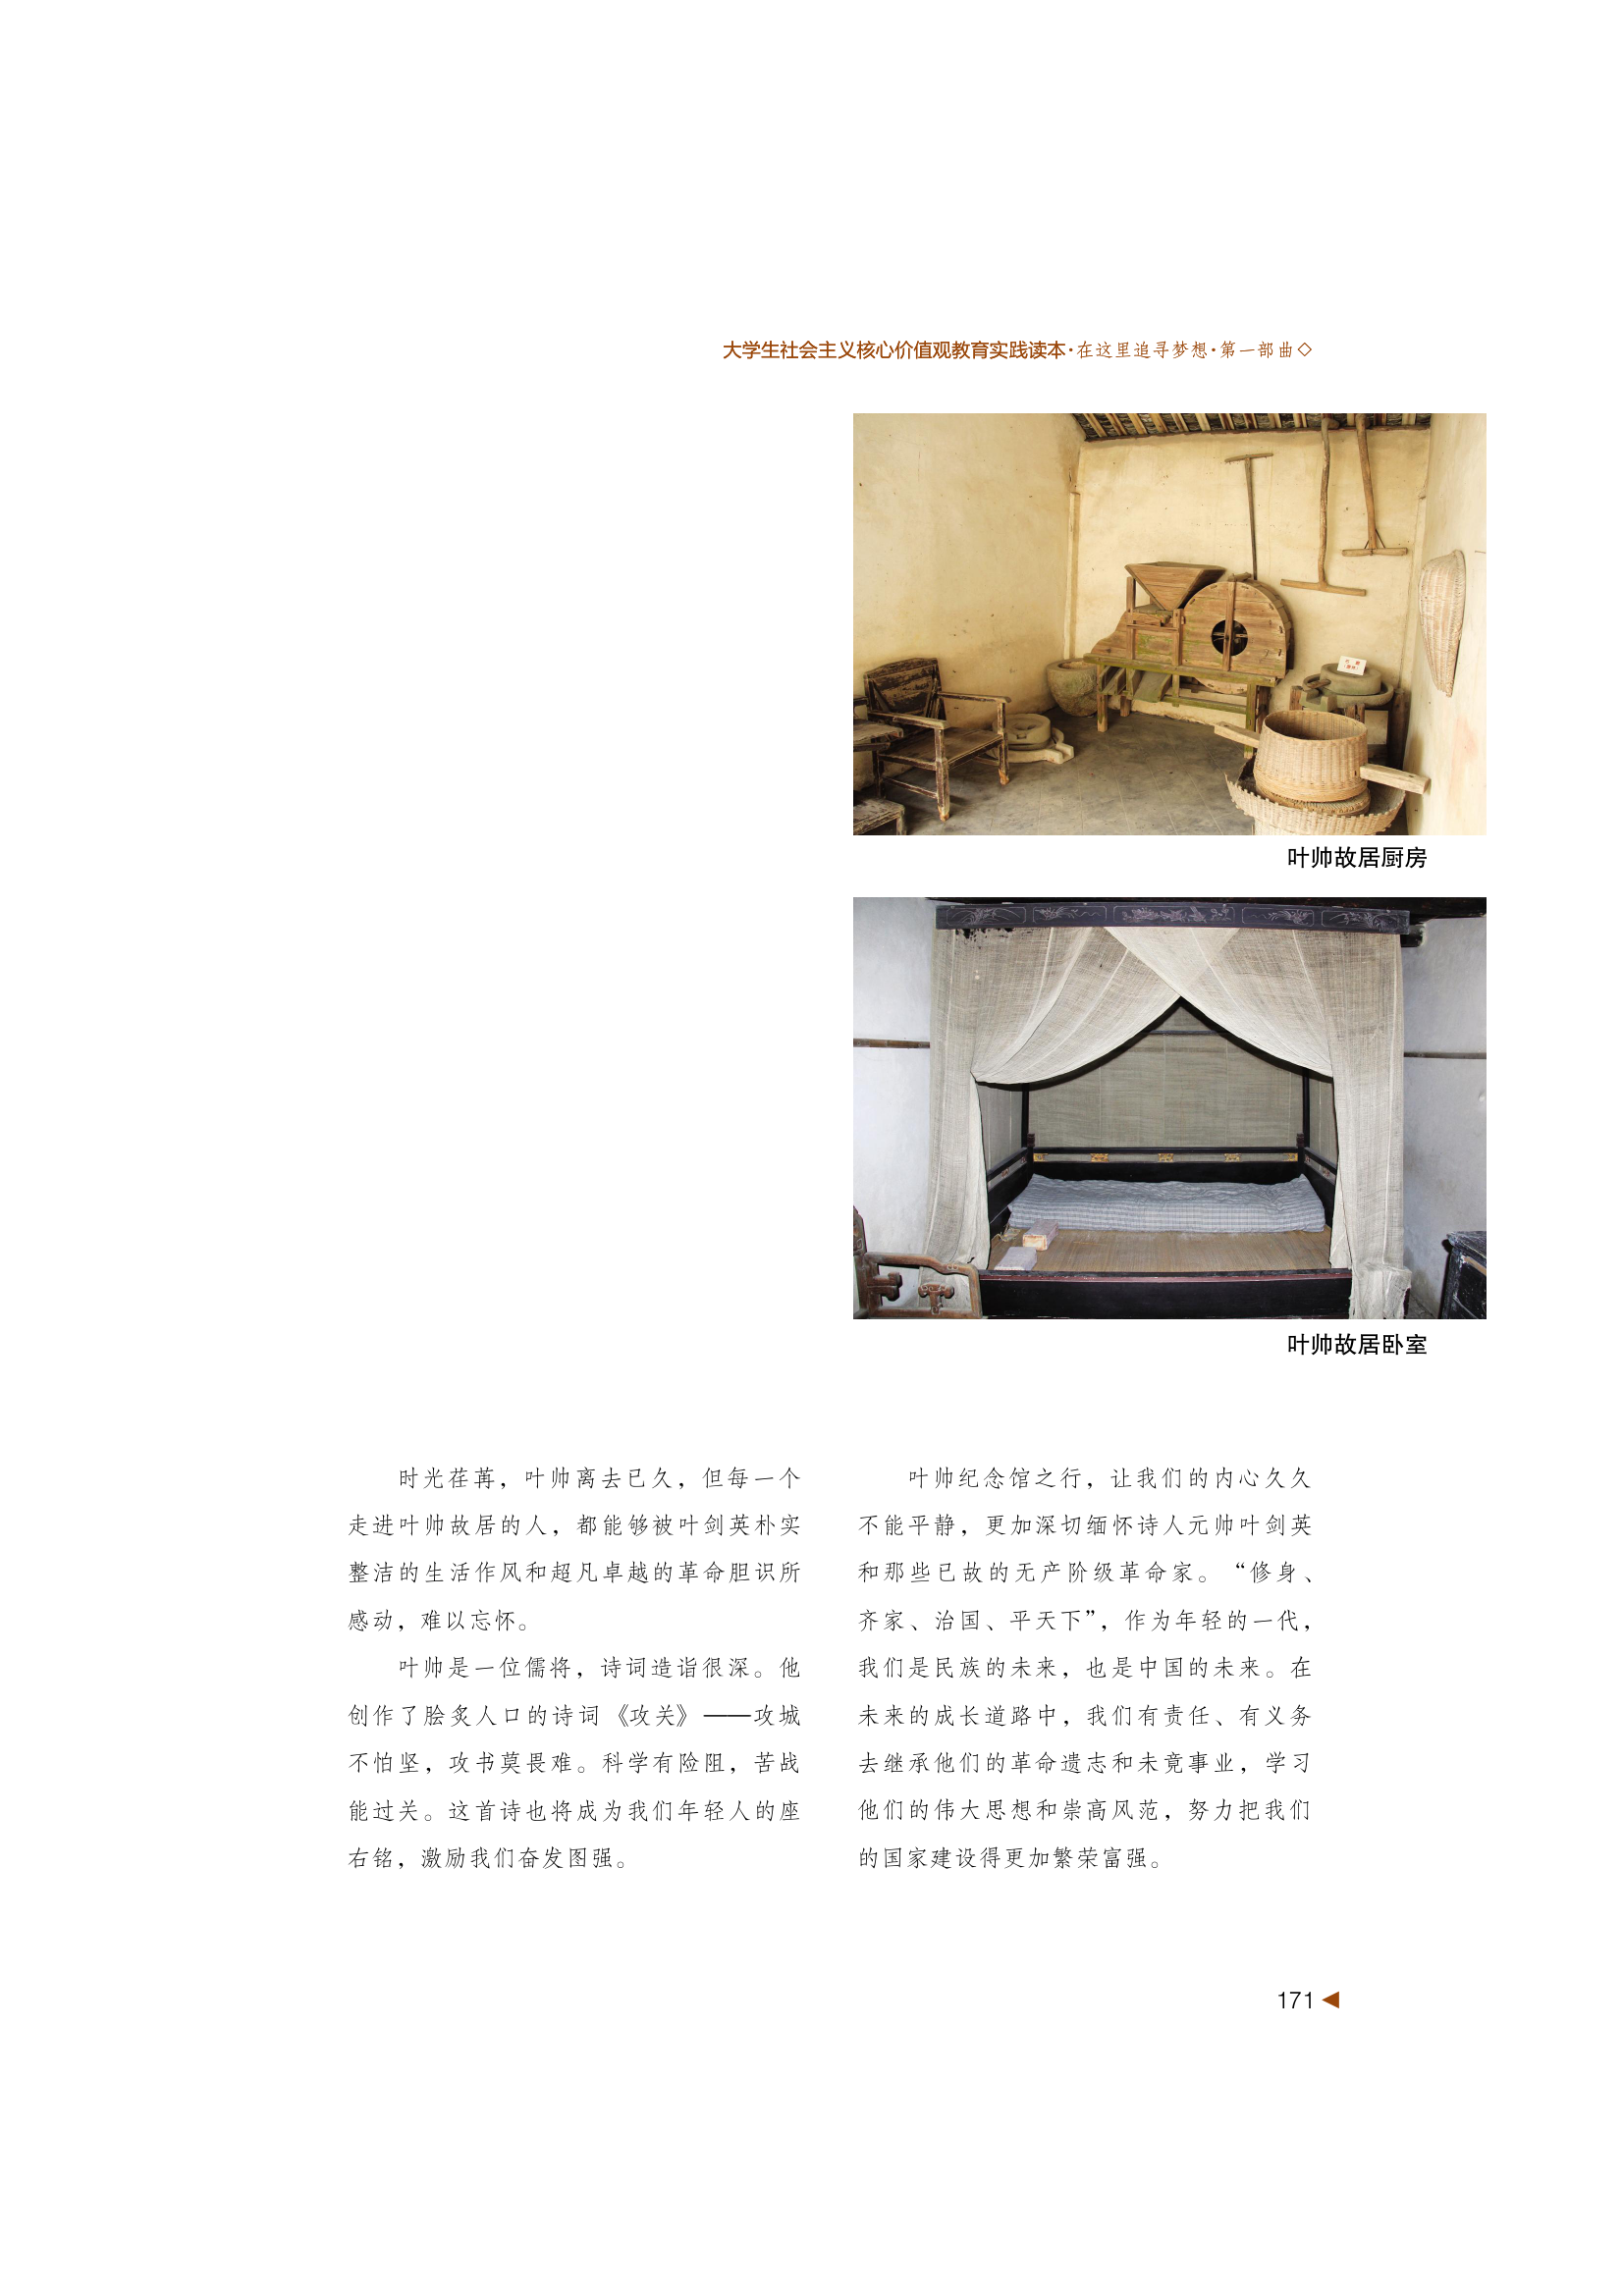 大学生社会主义核心价值观教育实践读本·在这里追寻梦想·第一部曲◇
叶帅故居厨房
叶帅故居卧室
时光荏苒，叶帅离去已久，但每一个
走进叶帅故居的人，都能够被叶剑英朴实
整洁的生活作风和超凡卓越的革命胆识所
感动，难以忘怀。
叶帅是一位儒将，诗词造诣很深。他
创作了脍炙人口的诗词《攻关》——攻城
不怕坚，攻书莫畏难。科学有险阻，苦战
能过关。这首诗也将成为我们年轻人的座
右铭，激励我们奋发图强。
叶帅纪念馆之行，让我们的内心久久
不能平静，更加深切缅怀诗人元帅叶剑英
和那些已故的无产阶级革命家。“修身、
齐家、治国、平天下”，作为年轻的一代，
我们是民族的未来，也是中国的未来。在
未来的成长道路中，我们有责任、有义务
去继承他们的革命遗志和未竟事业，学习
他们的伟大思想和崇高风范，努力把我们
的国家建设得更加繁荣富强。
171